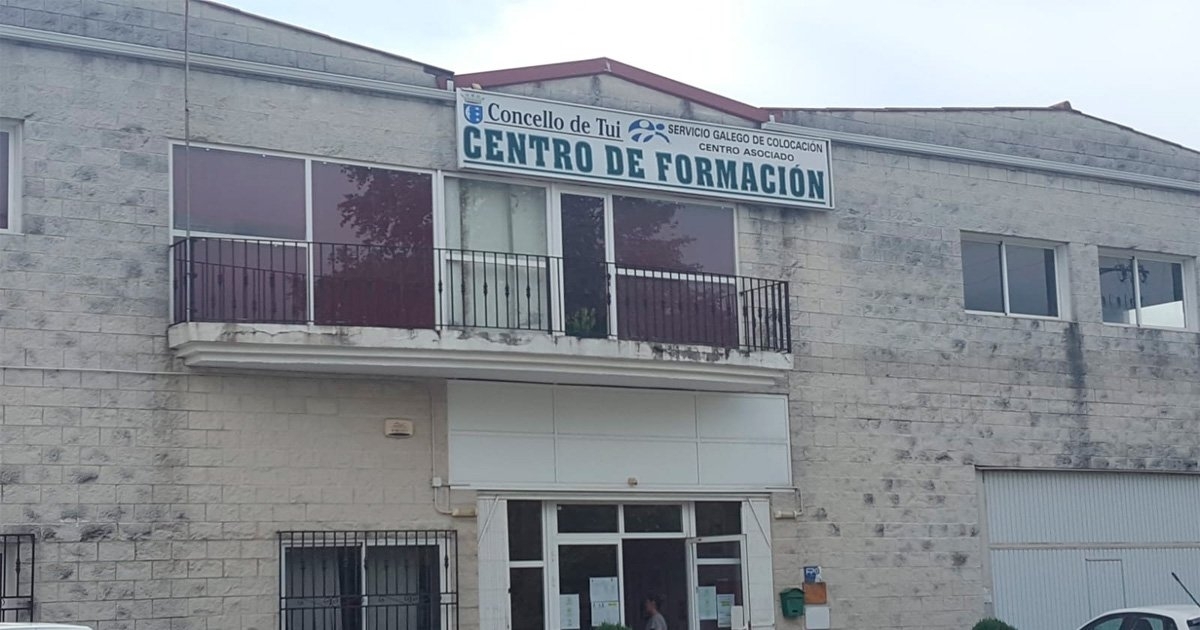 Concello de Tui
SERVICIO GALEGO DE COLOCACIÓN
CENTRO ASOCIADO
CENTRO DE FORMACIÓN